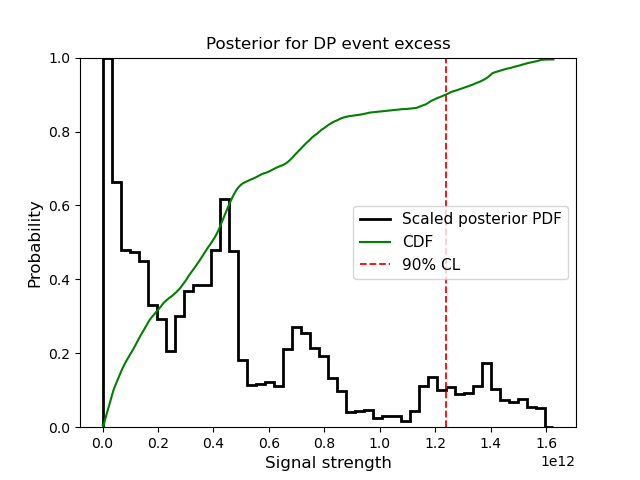 Posterior for DP event excess
1.0
0.8
0.6
0.4
0.2
0.0
Probability
Scaled posterior PDF
CDF
90% CL
0.0 0.2 0.4 0.6 0.8 1.0 1.2 1.4 1.6
1e12
Signal strength